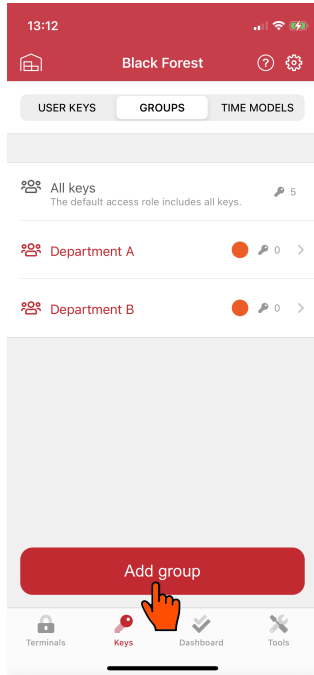 13:12
Black Forest
USER KEYS GROUPS TIME MODELS
All keys 5
The default access role includes all keys.
Department A 0
Department B 0
Add group
Terminals Keys Dashboard Tools